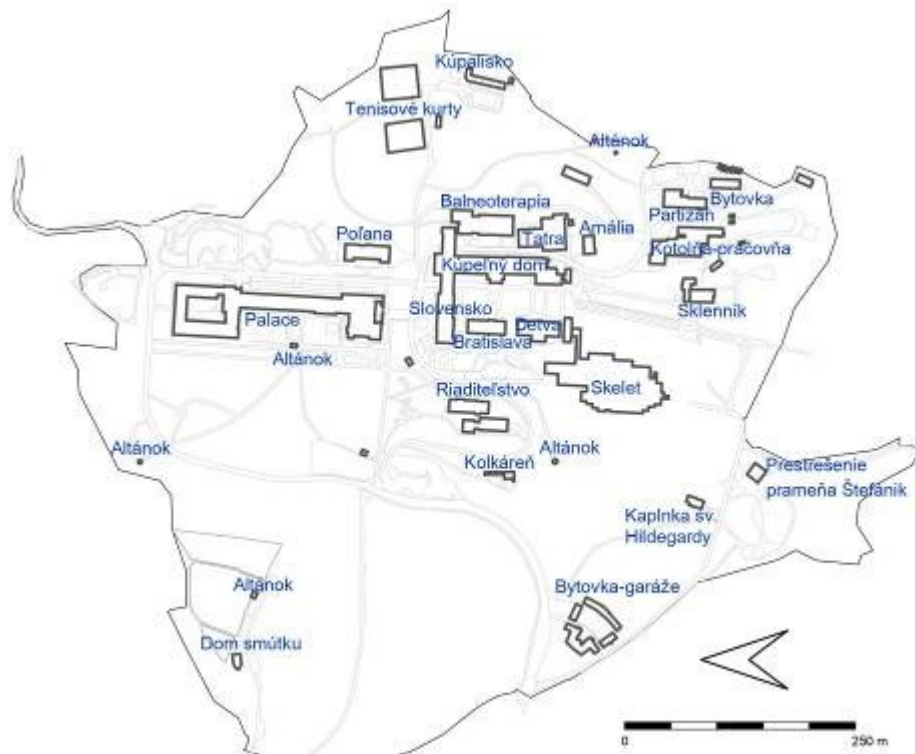 Kúpalisko
Tenisové kurty
Altánok
Balneoterapia
Bytovka
Partizán
Amália
Tatra
Poľana
Kotolňa-pracovňa
Kúpeľný dom
Sklenník
Slovensko
Palace
Detva
Bratislava
Altánok
Riaditeľstvo
Skelet
Altánok
Kolkáreň
Altánok
Prestrešenie
prameňa Štefánik
Kaplnka sv.
Hildegardy
Altánok
Bytovka-garáže
Dom smútku
0
250 m